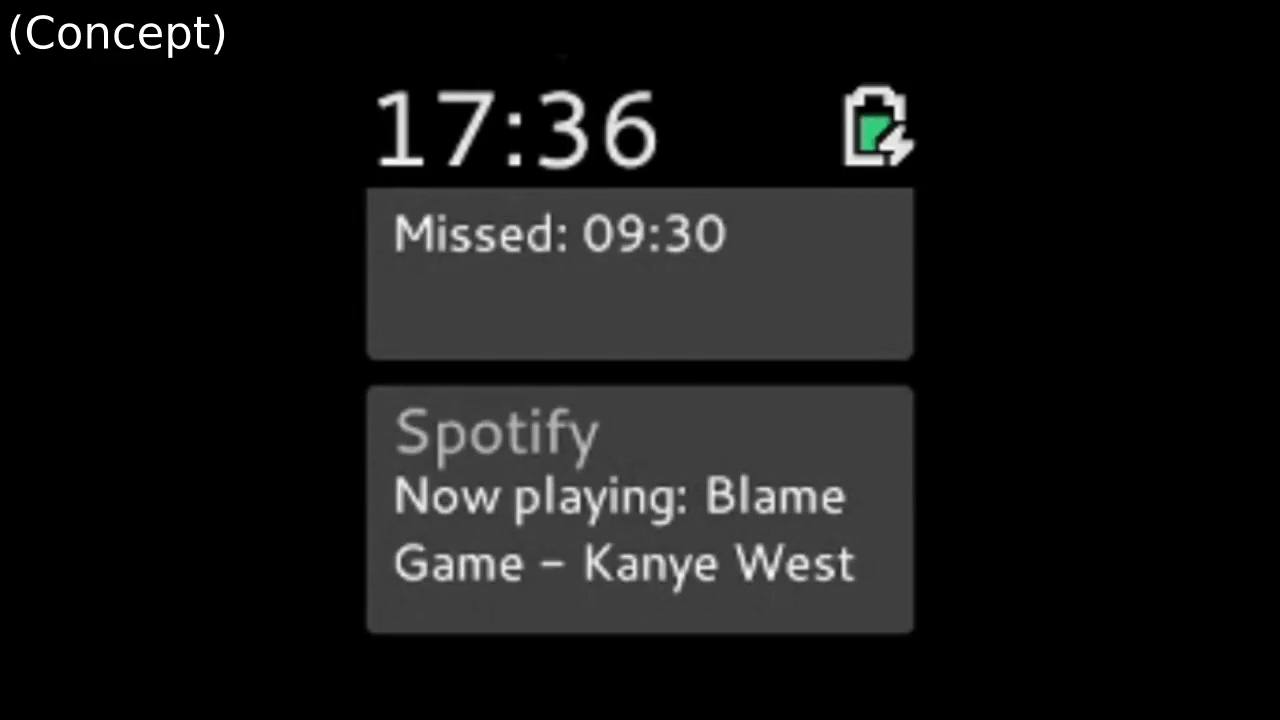 (Concept)
17:36
Missed: 09:30
Spotify
Now playing: Blame
Game - Kanye West